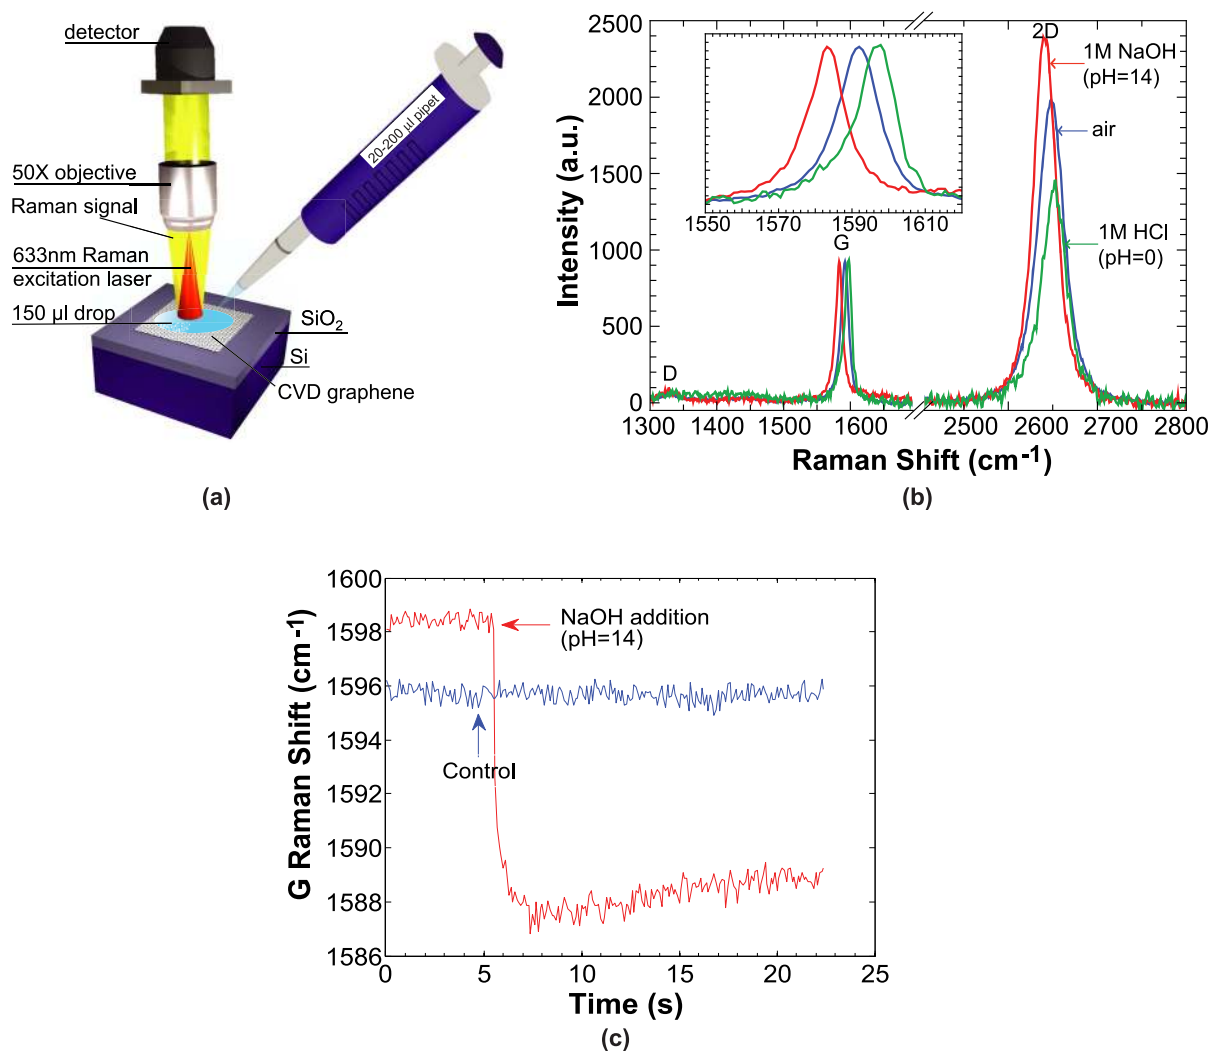 detector
20-200 µl pipet
50X objective
Raman signal
633nm Raman
excitation laser
150 µl drop
SiO2
Si
CVD graphene
(a)
2500
2000
1500
1000
500
0
Intensity (a.u.)
2D
1M NaOH
(pH=14)
air
1M HCl
(pH=0)
1550 1570 1590 1610
G
D
1300 1400 1500 1600 2500 2600 2700 2800
Raman Shift (cm-1)
(b)
1600
1598
1596
1594
1592
1590
1588
1586
G Raman Shift (cm-1)
NaOH addition
(pH=14)
Control
0 5 10 15 20 25
Time (s)
(c)